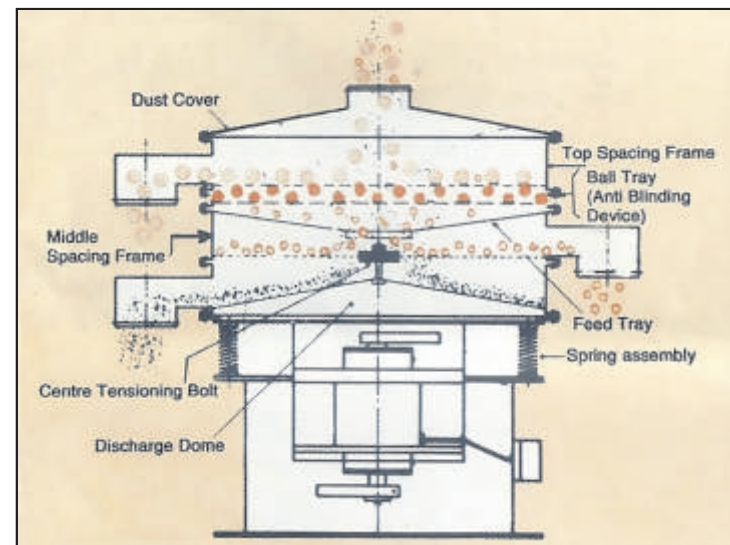 Dust Cover
Top Spacing Frame
Ball Tray
(Anti Blinding
Device)
Middle
Spacing Frame
Feed Tray
Spring assembly
Centre Tensioning Bolt
Discharge Dome